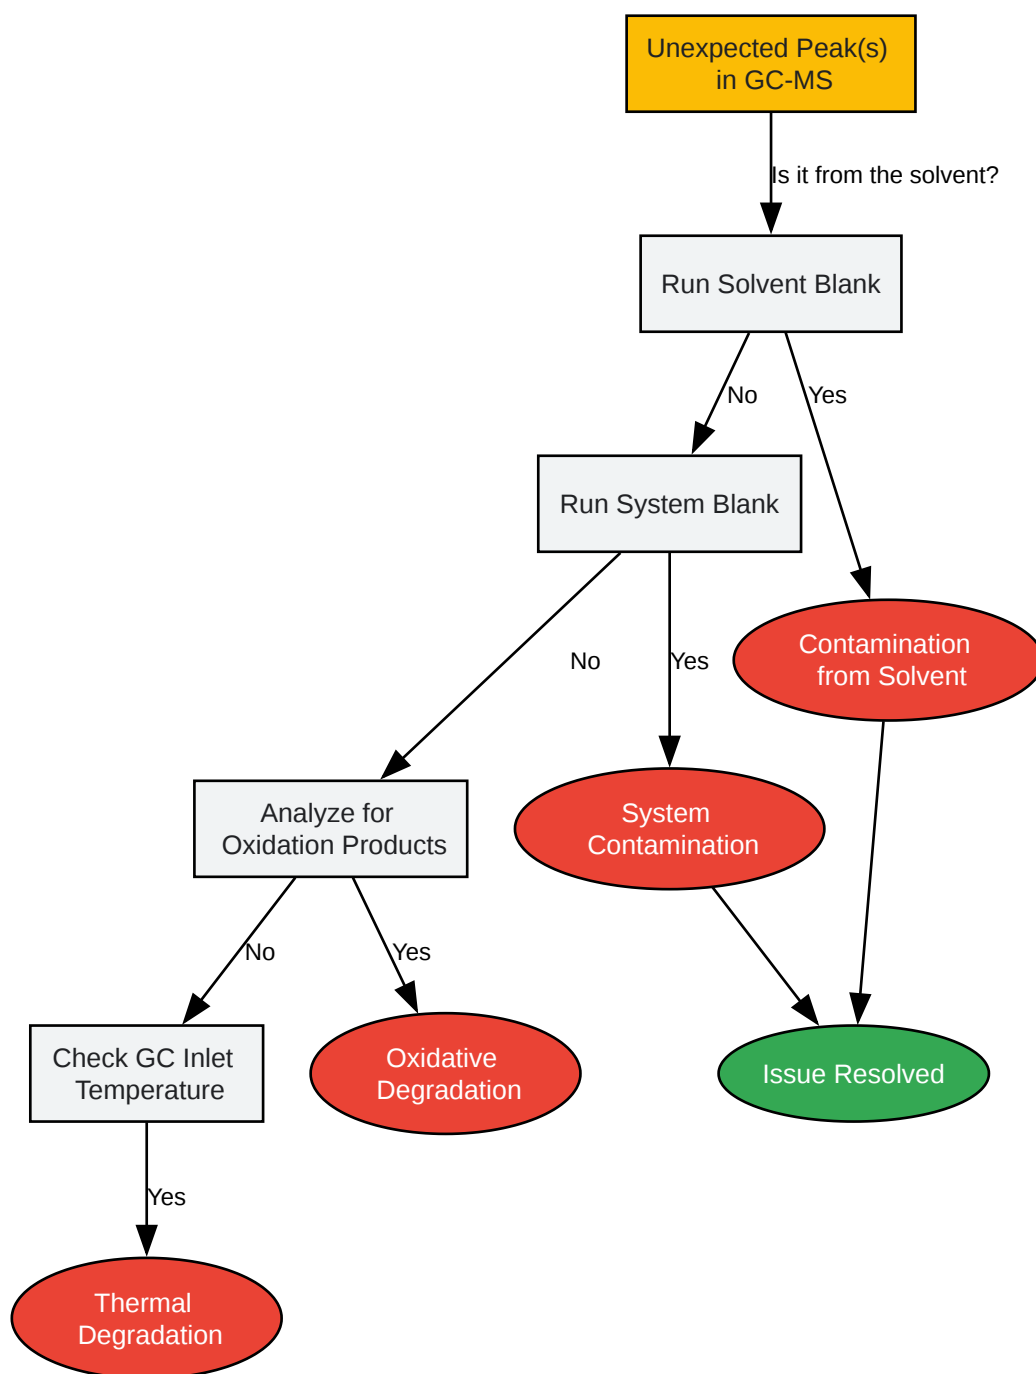 Unexpected Peak(s)
in GC-MS
Is it from the solvent?
Run Solvent Blank
No
Yes
Run System Blank
No
Yes
Contamination
from Solvent
Analyze for
Oxidation Products
System
Contamination
No
Yes
Check GC Inlet
Temperature
Oxidative
Degradation
Issue Resolved
Yes
Thermal
Degradation